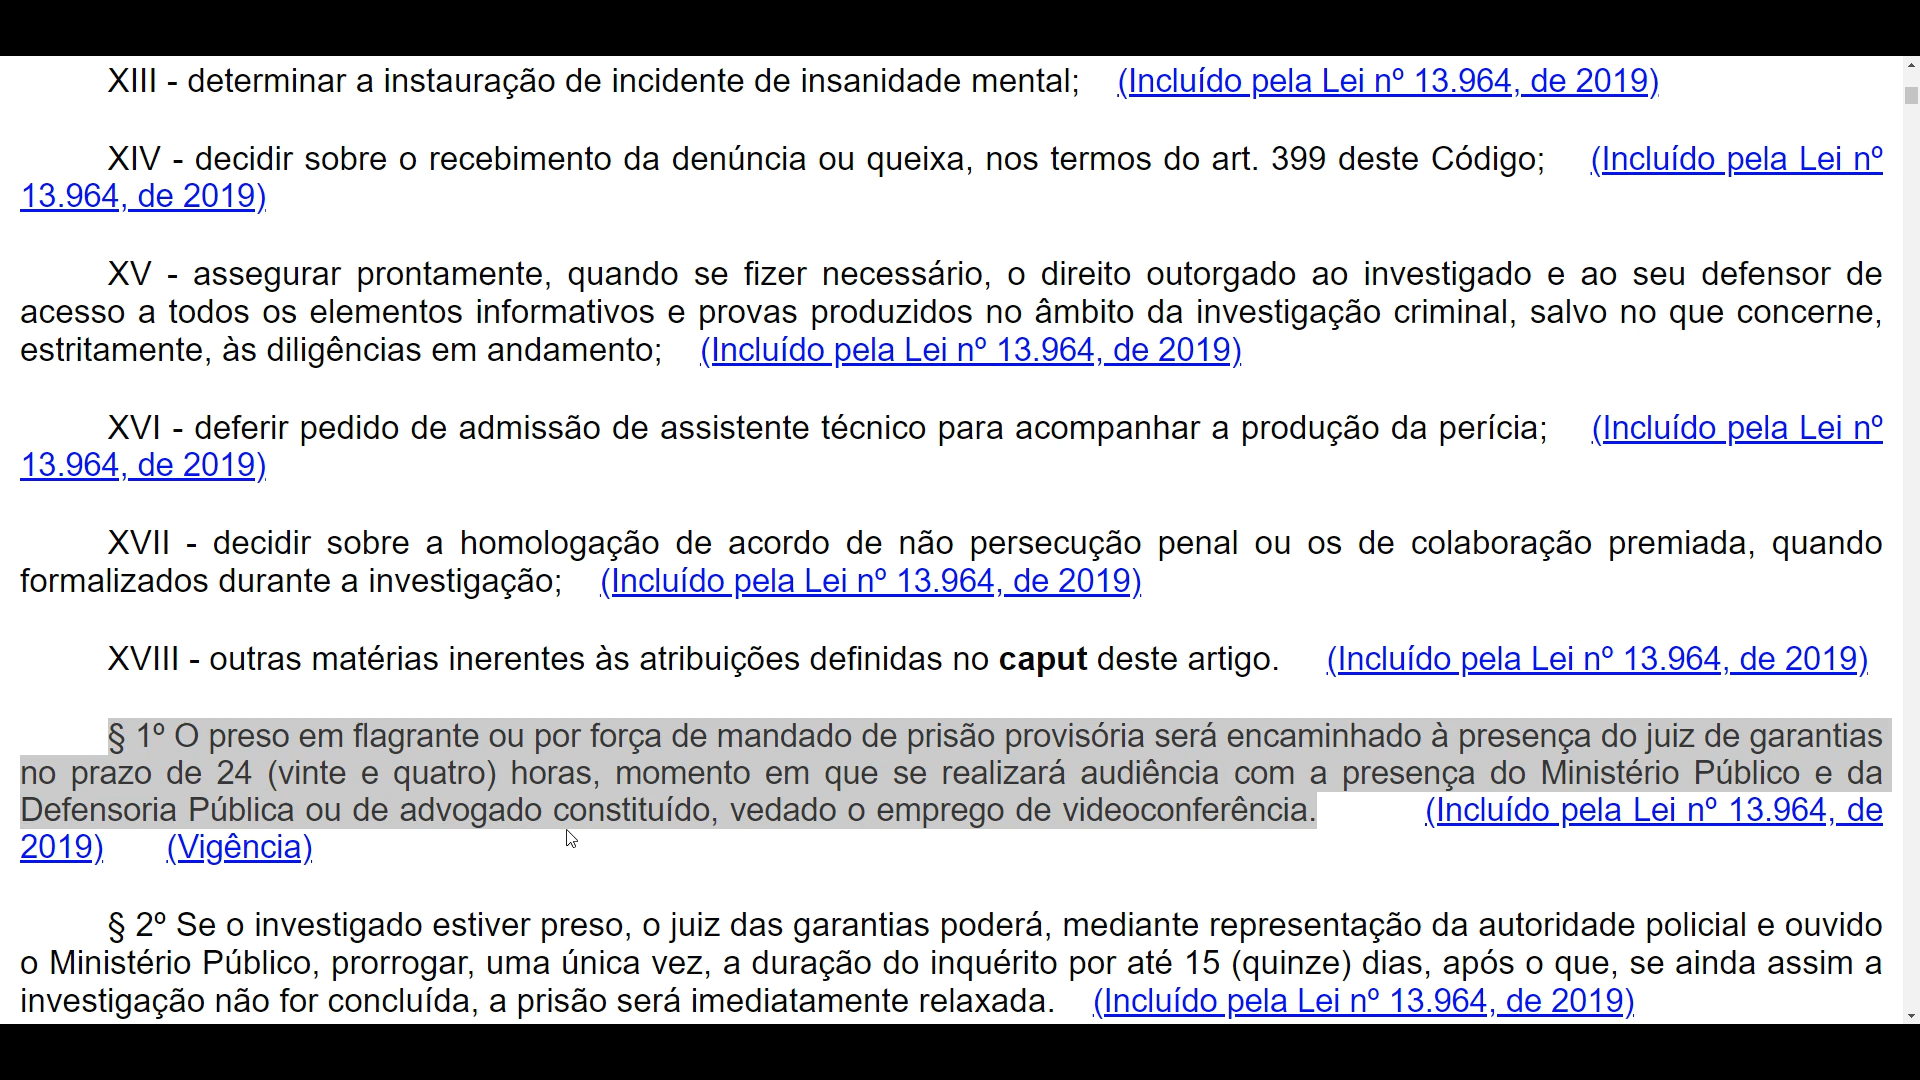 XIII - determinar a instauração de incidente de insanidade mental; (Incluído pela Lei nº 13.964, de 2019)
XIV - decidir sobre o recebimento da denúncia ou queixa, nos termos do art. 399 deste Código; (Incluído pela Lei nº
13.964, de 2019)
XV - assegurar prontamente, quando se fizer necessário, o direito outorgado ao investigado e ao seu defensor de
acesso a todos os elementos informativos e provas produzidos no âmbito da investigação criminal, salvo no que concerne,
estritamente, às diligências em andamento; (Incluído pela Lei nº 13.964, de 2019)
XVI - deferir pedido de admissão de assistente técnico para acompanhar a produção da perícia; (Incluído pela Lei nº
13.964, de 2019)
XVII - decidir sobre a homologação de acordo de não persecução penal ou os de colaboração premiada, quando
formalizados durante a investigação; (Incluído pela Lei nº 13.964, de 2019)
XVIII - outras matérias inerentes às atribuições definidas no caput deste artigo. (Incluído pela Lei nº 13.964, de 2019)
§ 1º O preso em flagrante ou por força de mandado de prisão provisória será encaminhado à presença do juiz de garantias
no prazo de 24 (vinte e quatro) horas, momento em que se realizará audiência com a presença do Ministério Público e da
Defensoria Pública ou de advogado constituído, vedado o emprego de videoconferência. (Incluído pela Lei nº 13.964, de
2019) (Vigência)
§ 2º Se o investigado estiver preso, o juiz das garantias poderá, mediante representação da autoridade policial e ouvido
o Ministério Público, prorrogar, uma única vez, a duração do inquérito por até 15 (quinze) dias, após o que, se ainda assim a
investigação não for concluída, a prisão será imediatamente relaxada. (Incluído pela Lei nº 13.964, de 2019)